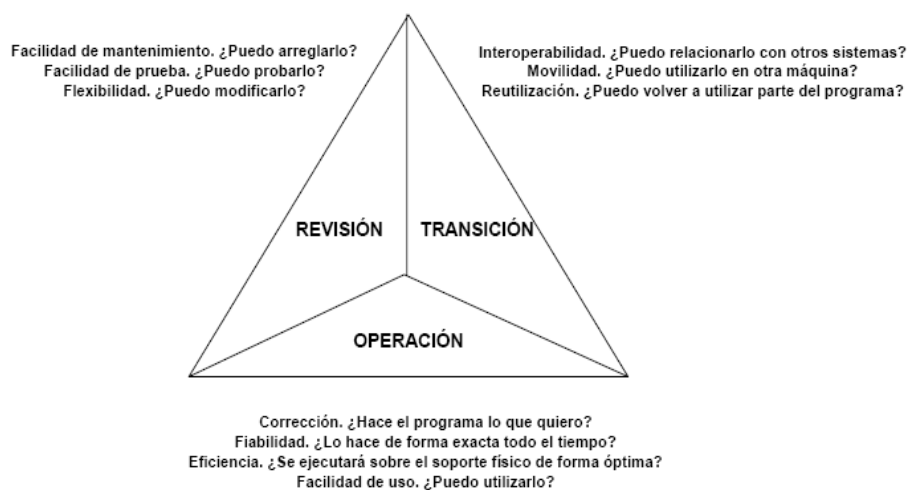 Facilidad de mantenimiento. ¿Puedo arreglarlo?
Facilidad de prueba. ¿Puedo probarlo?
Flexibilidad. ¿Puedo modificarlo?
Interoperabilidad. ¿Puedo relacionarlo con otros sistemas?
Movilidad. ¿Puedo utilizarlo en otra máquina?
Reutilización. ¿Puedo volver a utilizar parte del programa?
REVISIÓN
TRANSICIÓN
OPERACIÓN
Corrección. ¿Hace el programa lo que quiero?
Fiabilidad. ¿Lo hace de forma exacta todo el tiempo?
Eficiencia. ¿Se ejecutará sobre el soporte físico de forma óptima?
Facilidad de uso. ¿Puedo utilizarlo?